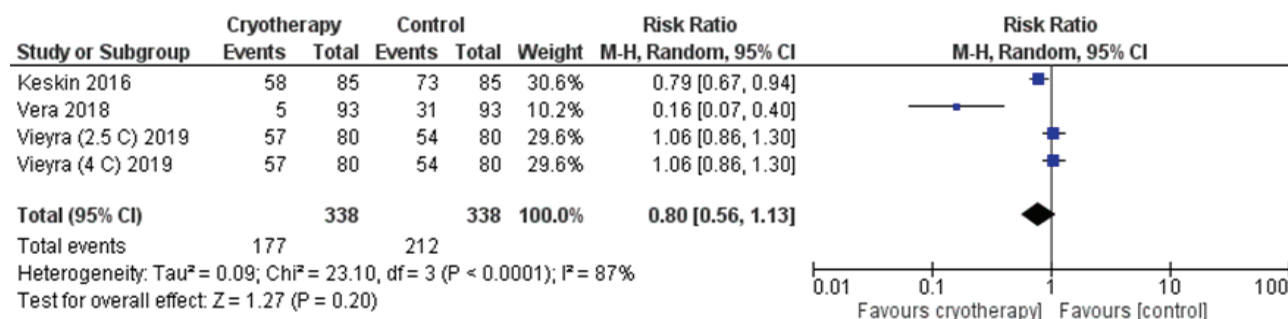 Cryotherapy Control Risk Ratio Risk Ratio
Study or Subgroup Events Total Events Total Weight M-H, Random, 95% CI M-H, Random, 95% CI
Keskin 2016 58 85 73 85 30.6% 0.79 [0.67, 0.94]
Vera 2018 5 93 31 93 10.2% 0.16 [0.07, 0.40]
Vieyra (2.5 C) 2019 57 80 54 80 29.6% 1.06 [0.86, 1.30]
Vieyra (4 C) 2019 57 80 54 80 29.6% 1.06 [0.86, 1.30]
Total (95% CI) 338 338 100.0% 0.80 [0.56, 1.13]
Total events 177 212
Heterogeneity: Tau² = 0.09; Chi² = 23.10, df = 3 (P < 0.0001); I² = 87%
Test for overall effect: Z = 1.27 (P = 0.20)
0.01 0.1 1 10 100
Favours cryotherapy] Favours [control]